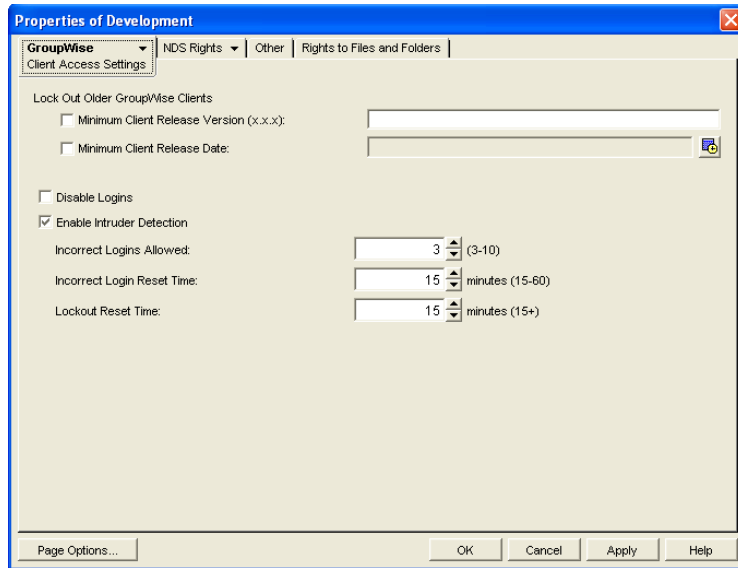 Properties of Development
GroupWise NDS Rights Other Rights to Files and Folders
Client Access Settings
Lock Out Older GroupWise Clients
Minimum Client Release Version (x.x.x):
Minimum Client Release Date:
Disable Logins
Enable Intruder Detection
Incorrect Logins Allowed: 3 (3-10)
Incorrect Login Reset Time: 15 minutes (15-60)
Lockout Reset Time: 15 minutes (15+)
Page Options... OK Cancel Apply Help